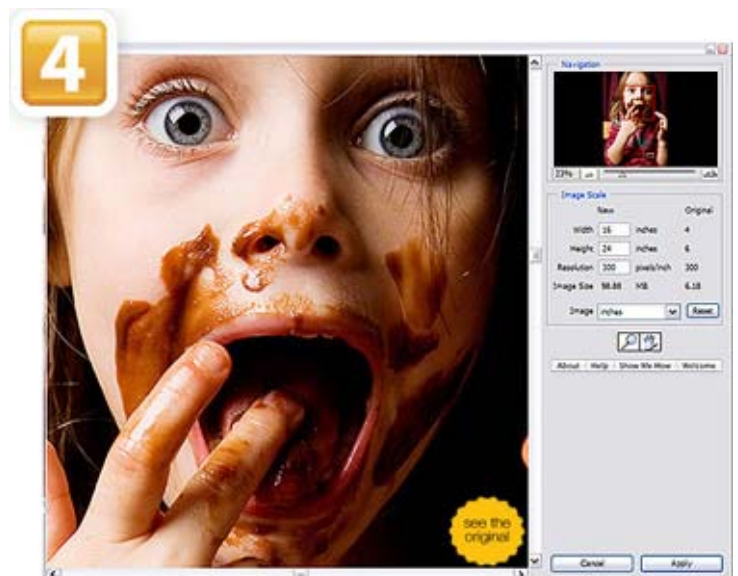 4
Navigation
23%
Image Scale
New Original
Width 16 inches 4
Height 24 inches 6
Resolution 300 pixels/inch 300
Image Size 98.88 MB 6.18
Image inches Reset
About Help Show Me How Welcome
see the
original
Cancel Apply